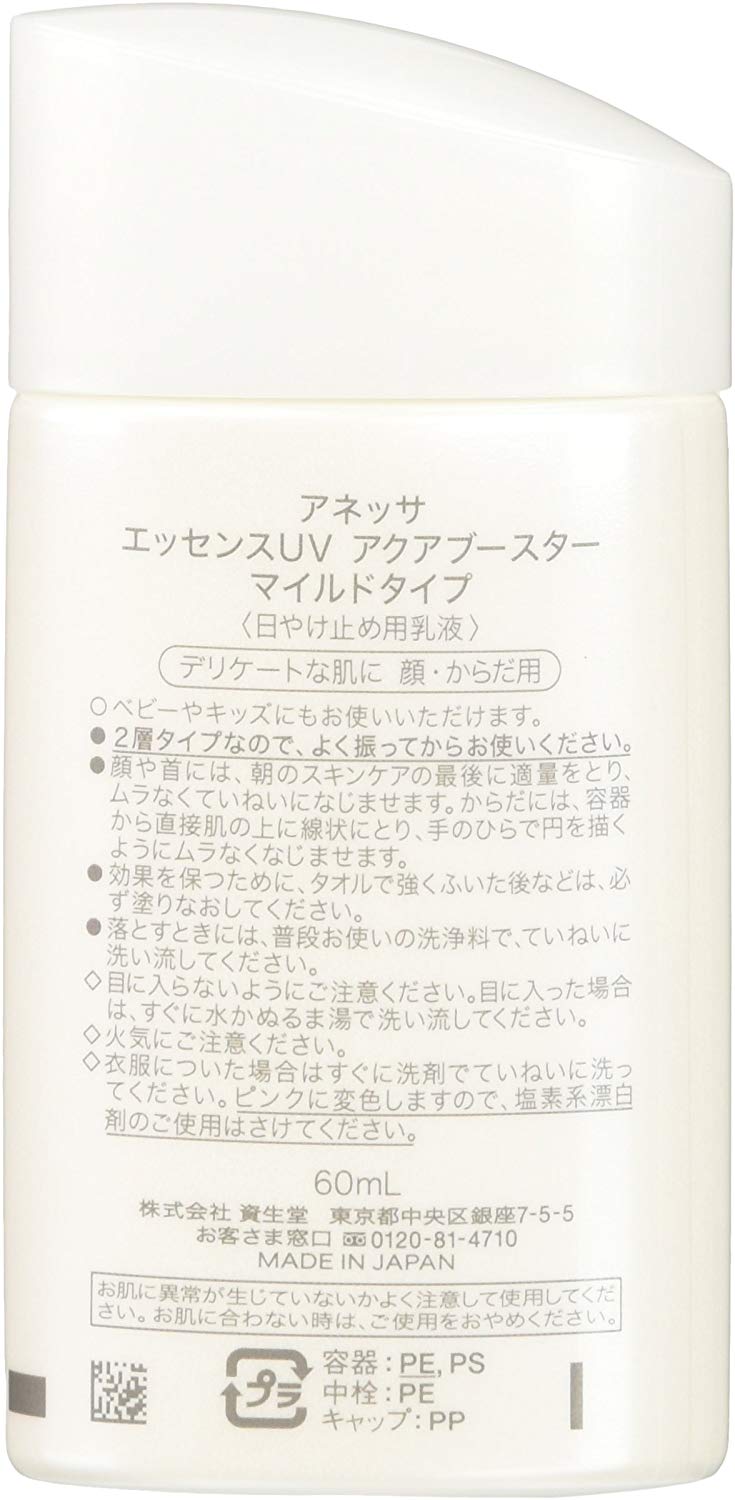 アネッサ
エッセンスUV アクアブースター
マイルドタイプ
〈日やけ止め用乳液〉
デリケートな肌に 顔・からだ用
○ベビーやキッズにもお使いいただけます。
●2層タイプなので、よく振ってからお使いください。
●顔や首には、朝のスキンケアの最後に適量をとり、
ムラなくていねいになじませます。からだには、容器
から直接肌の上に線状にとり、手のひらで円を描く
ようにムラなくなじませます。
●効果を保つために、タオルで強くふいた後などは、必
ず塗りなおしてください。
●落とすときには、普段お使いの洗浄料で、ていねいに
洗い流してください。
◇目に入らないようにご注意ください。目に入った場合
は、すぐに水かぬるま湯で洗い流してください。
◇火気にご注意ください。
◇衣服についた場合はすぐに洗剤でていねいに洗っ
てください。ピンクに変色しますので、塩素系漂白
剤のご使用はさけてください。
60mL
株式会社 資生堂 東京都中央区銀座7-5-5
お客さま窓口 0120-81-4710
MADE IN JAPAN
お肌に異常が生じていないかよく注意して使用してくだ
さい。お肌に合わない時は、ご使用をおやめください。
プラ
容器:PE, PS
中栓:PE
キャップ:PP